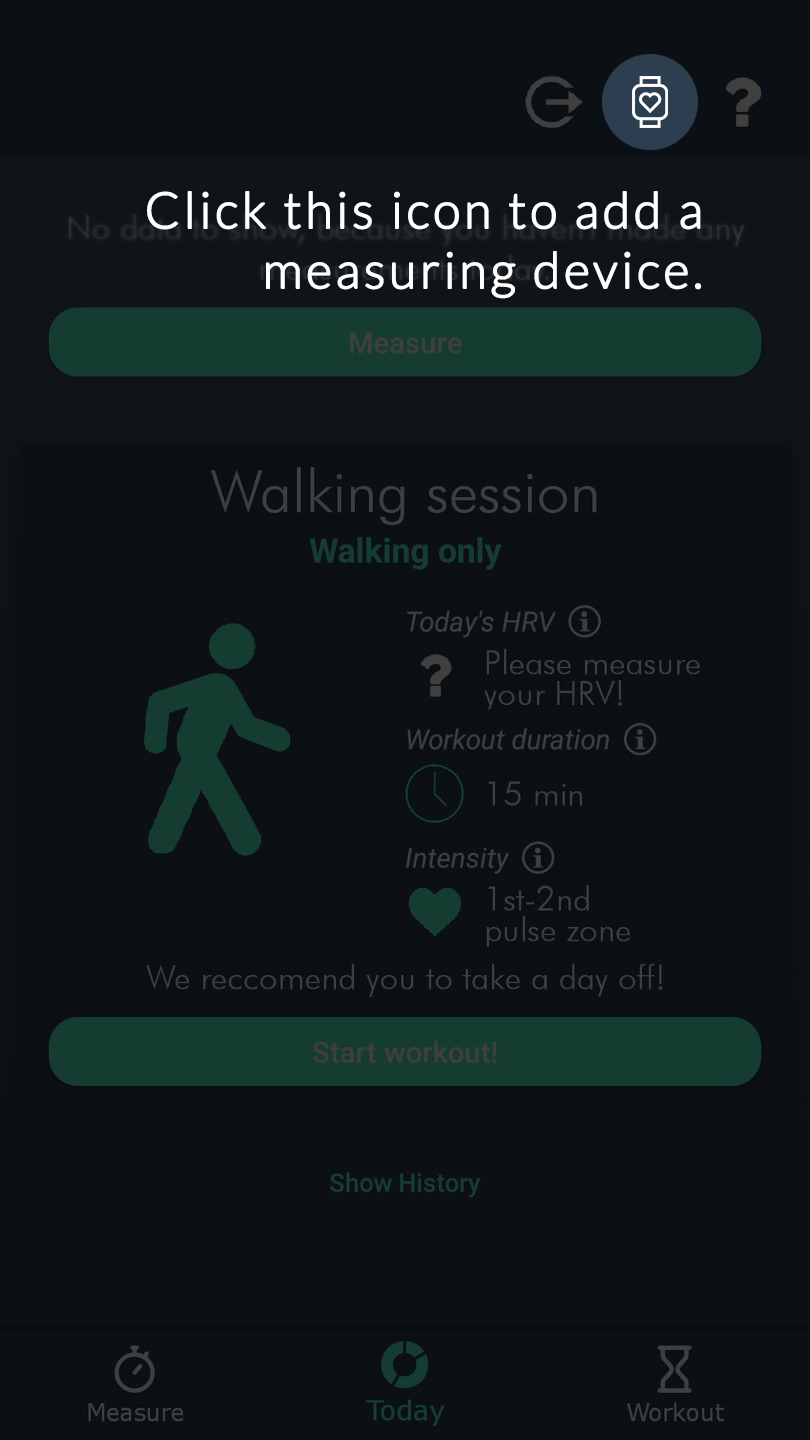 Click this icon to add a
measuring device.
No data to show, because you haven't made any
measurements today.
Measure
Walking session
Walking only
Today's HRV
Please measure
your HRV!
Workout duration
15 min
Intensity
1st-2nd
pulse zone
We reccomend you to take a day off!
Start workout!
Show History
Measure
Today
Workout